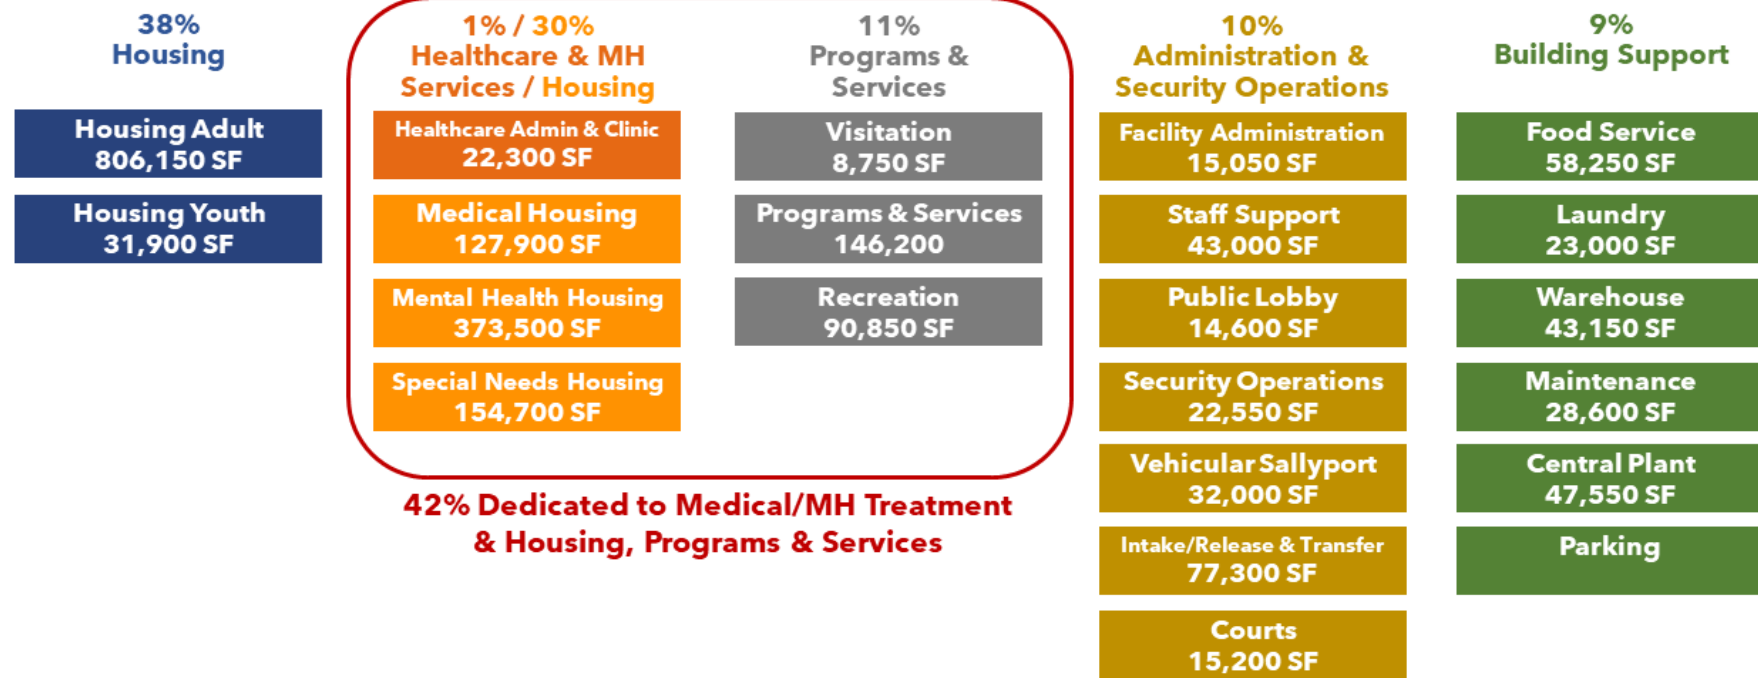 38%
Housing
Housing Adult
806,150 SF
Housing Youth
31,900 SF
1% / 30%
Healthcare & MH
Services / Housing
Healthcare Admin & Clinic
22,300 SF
Medical Housing
127,900 SF
Mental Health Housing
373,500 SF
Special Needs Housing
154,700 SF
11%
Programs &
Services
Visitation
8,750 SF
Programs & Services
146,200
Recreation
90,850 SF
42% Dedicated to Medical/MH Treatment
& Housing, Programs & Services
10%
Administration &
Security Operations
Facility Administration
15,050 SF
Staff Support
43,000 SF
Public Lobby
14,600 SF
Security Operations
22,550 SF
Vehicular Sallyport
32,000 SF
Intake/Release & Transfer
77,300 SF
Courts
15,200 SF
9%
Building Support
Food Service
58,250 SF
Laundry
23,000 SF
Warehouse
43,150 SF
Maintenance
28,600 SF
Central Plant
47,550 SF
Parking